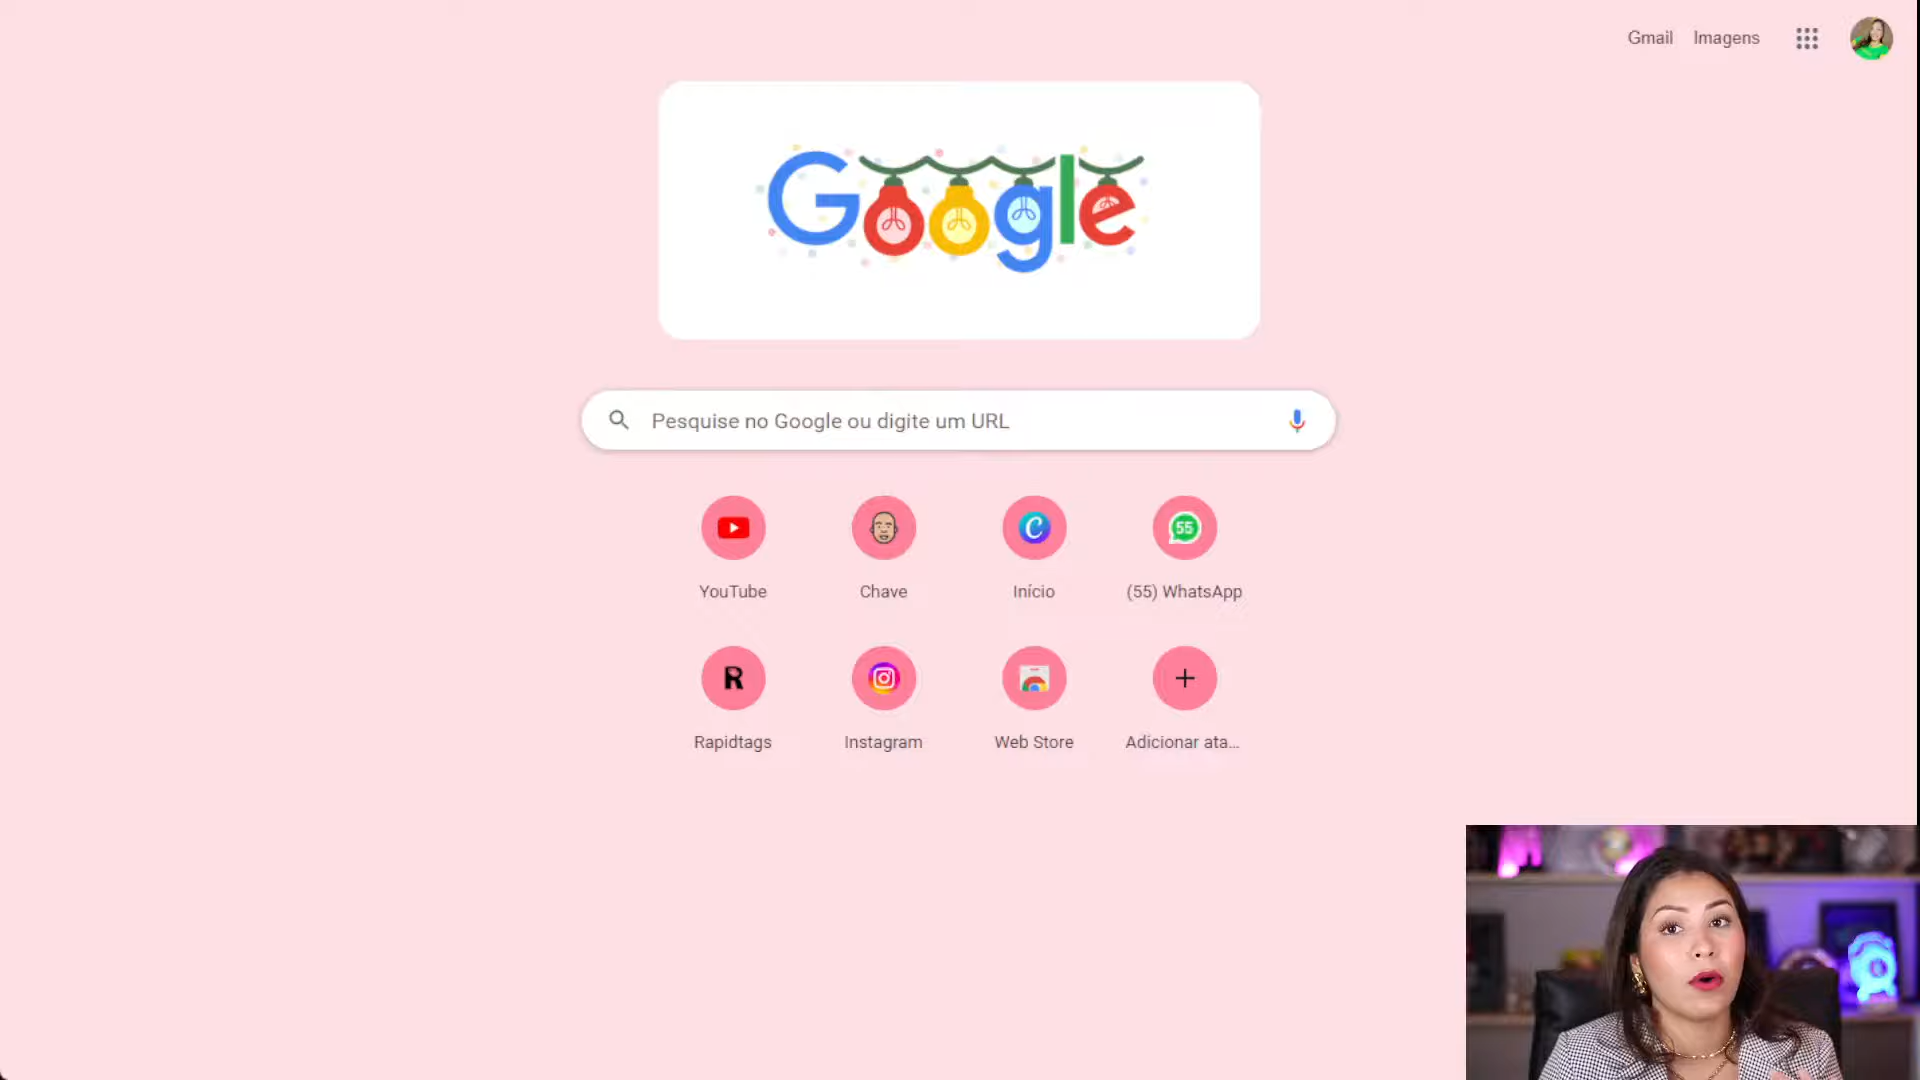 Gmail Imagens
Google
Pesquise no Google ou digite um URL
YouTube Chave Início (55) WhatsApp
55
R
Rapidtags Instagram Web Store Adicionar ata...